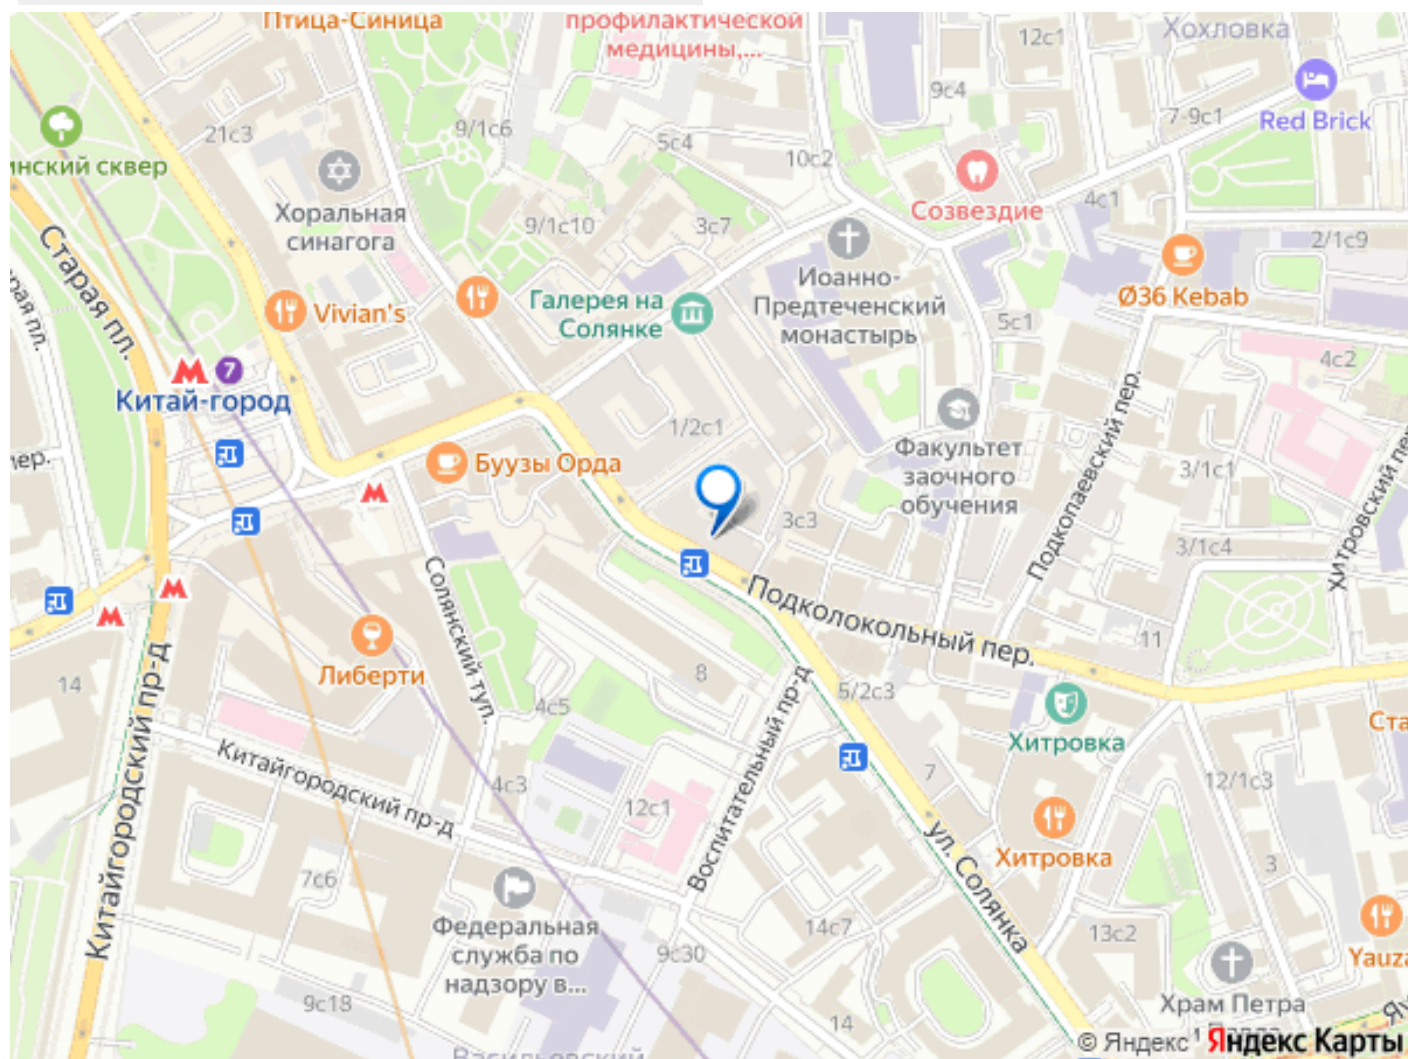 Птица-Синица
профилактической
медицины,...
12с1
Хохловка
9с4
Red Brick
7-9с1
21с3
9/1с6
5с4
10с2
инский сквер
Созвездие
4с1
Хоральная
синагога
9/1с10
3с7
2/1с9
Старая пл.
Иоанно-
Предтеченский
монастырь
Ø36 Kebab
Vivian's
Галерея на
Солянке
5с1
4с2
7
Китай-город
1/2с1
Подкопаевский пер.
Буузы Орда
Факультет
заочного
обучения
3/1с1
3с3
3/1с4
Солянский туп.
Подколокольный пер.
11
Либерти
14
8
5/2с3
4с5
Хитровка
Китайгородский пр-д
Китайгородский пр-д
Воспитательный пр-д
4с3
12с1
7
12/1с3
ул. Солянка
Хитровка
3
7с6
Федеральная
служба по
надзору в...
14с7
9с30
13с2
9с18
14
Храм Петра
© Яндекс
Яндекс Карты